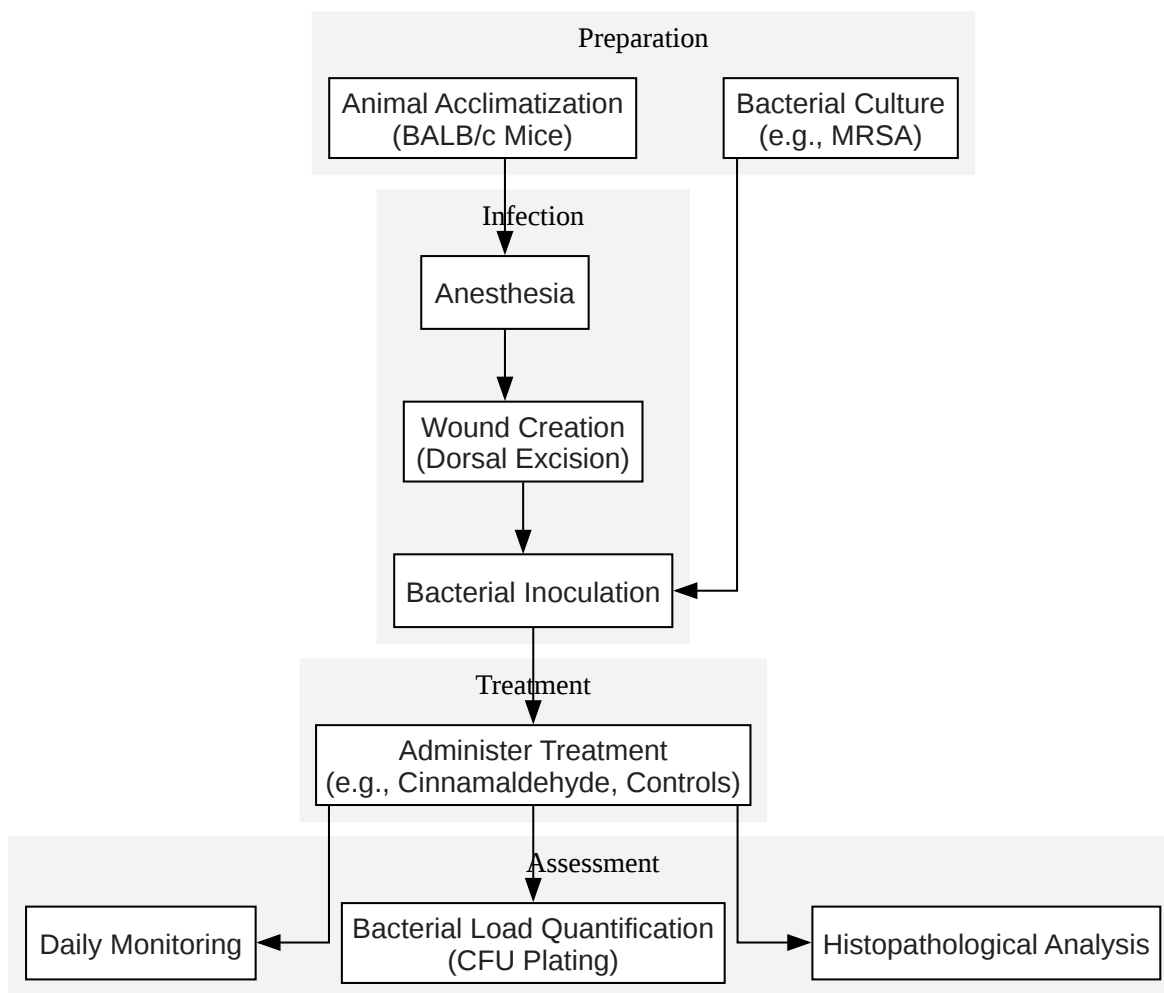 Preparation
Animal Acclimatization
(BALB/c Mice)
Bacterial Culture
(e.g., MRSA)
Infection
Anesthesia
Wound Creation
(Dorsal Excision)
Bacterial Inoculation
Treatment
Administer Treatment
(e.g., Cinnamaldehyde, Controls)
Assessment
Daily Monitoring
Bacterial Load Quantification
(CFU Plating)
Histopathological Analysis